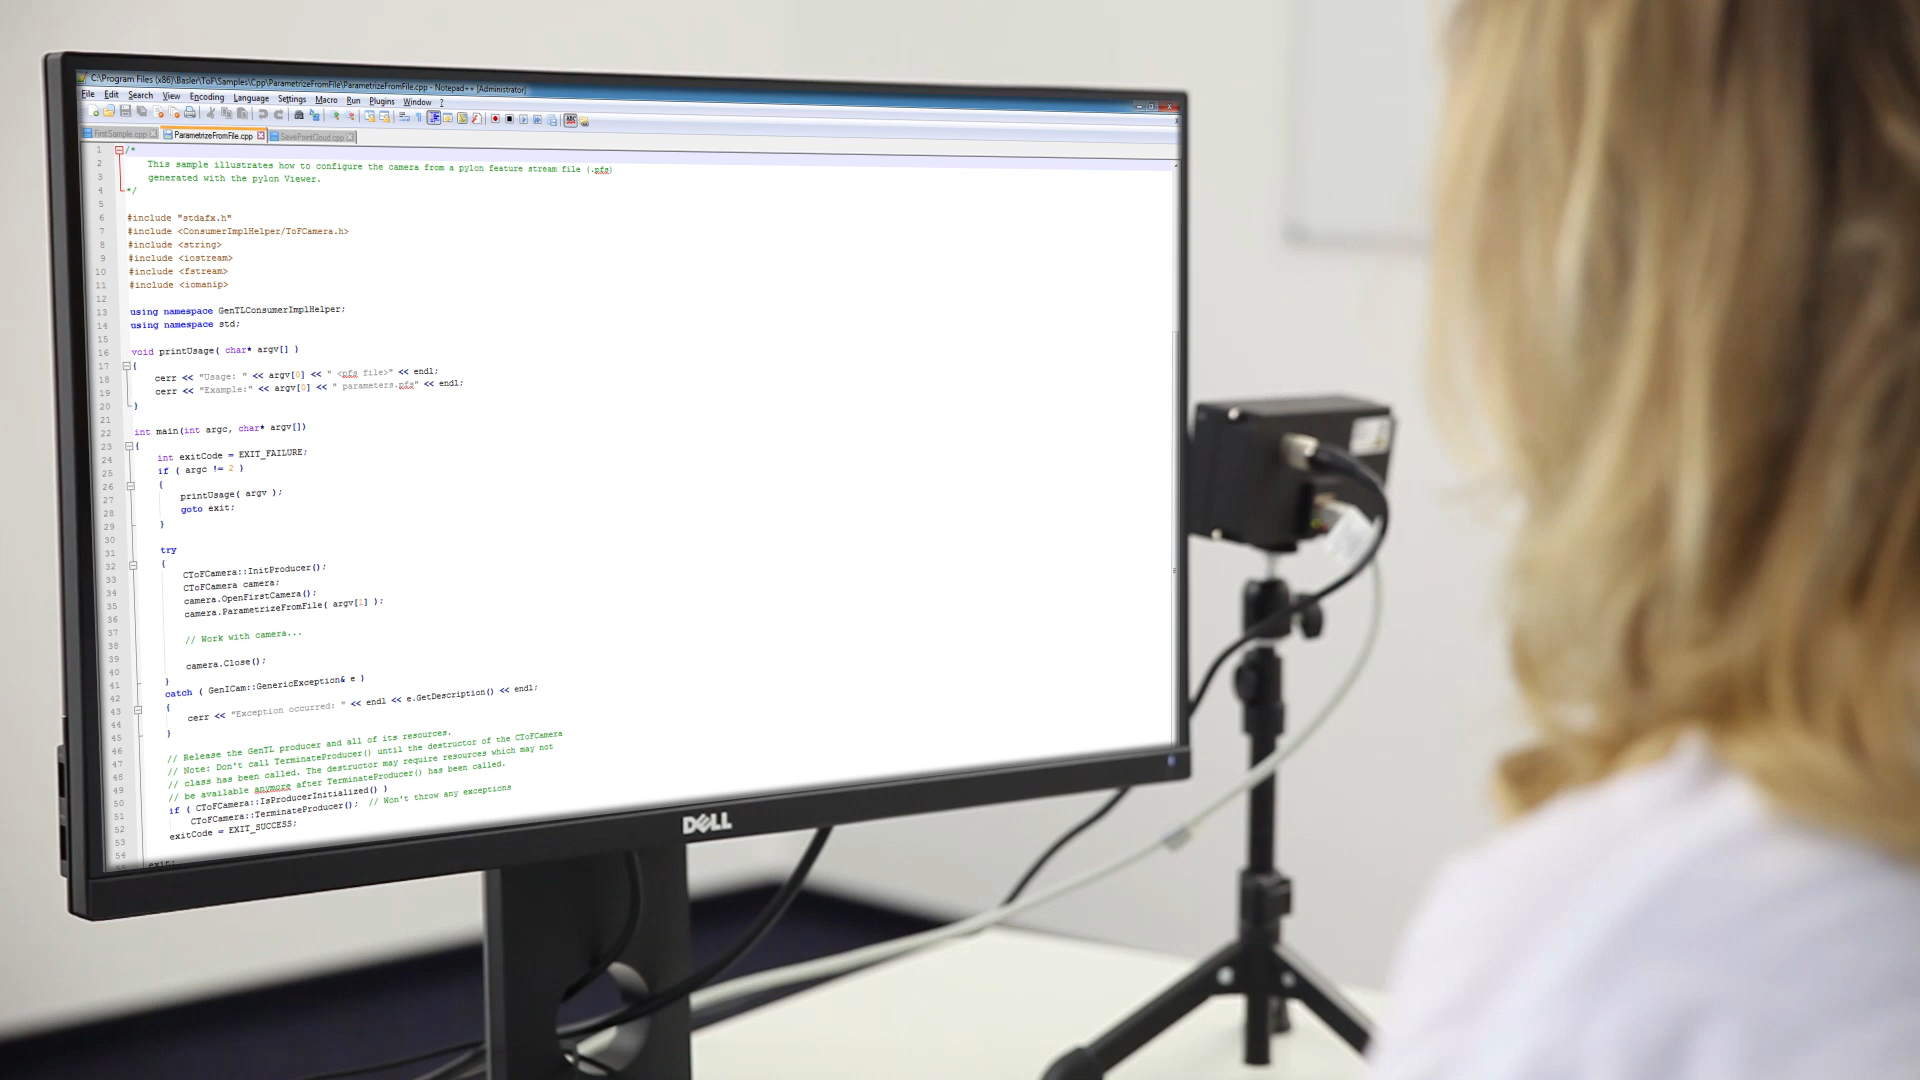 C:\Program Files (x86)\Basler\ToF\Samples\Cpp\ParametrizeFromFile\ParametrizeFromFile.cpp - Notepad++ [Administrator]
File Edit Search View Encoding Language Settings Macro Run Plugins Window ?
FirstSample.cpp ParametrizeFromFile.cpp SavePointCloud.cpp
1 /*
2 This sample illustrates how to configure the camera from a pylon feature stream file (.pfs)
3 generated with the pylon Viewer.
4 */
5
6 #include "stdafx.h"
7 #include <ConsumerImplHelper/ToFCamera.h>
8 #include <string>
9 #include <iostream>
10 #include <fstream>
11 #include <iomanip>
12
13 using namespace GenTLConsumerImplHelper;
14 using namespace std;
15
16 void printUsage( char* argv[] )
17 {
18 cerr << "Usage: " << argv[0] << " <pfs file>" << endl;
19 cerr << "Example:" << argv[0] << " parameters.pfs" << endl;
20 }
21
22 int main(int argc, char* argv[])
23 {
24 int exitCode = EXIT_FAILURE;
25 if ( argc != 2 )
26 {
27 printUsage( argv );
28 goto exit;
29 }
30
31 try
32 {
33 CToFCamera::InitProducer();
34 CToFCamera camera;
35 camera.OpenFirstCamera();
36 camera.ParametrizeFromFile( argv[1] );
37
38 // Work with camera...
39
40 camera.Close();
41 }
42 catch ( GenICam::GenericException& e )
43 {
44 cerr << "Exception occurred: " << endl << e.GetDescription() << endl;
45 }
46
47 // Release the GenTL producer and all of its resources.
48 // Note: Don't call TerminateProducer() until the destructor of the CToFCamera
49 // class has been called. The destructor may require resources which may not
50 // be available anymore after TerminateProducer() has been called.
51 if ( CToFCamera::IsProducerInitialized() )
52 CToFCamera::TerminateProducer(); // Won't throw any exceptions
53 exitCode = EXIT_SUCCESS;
54
55 exit:
DELL